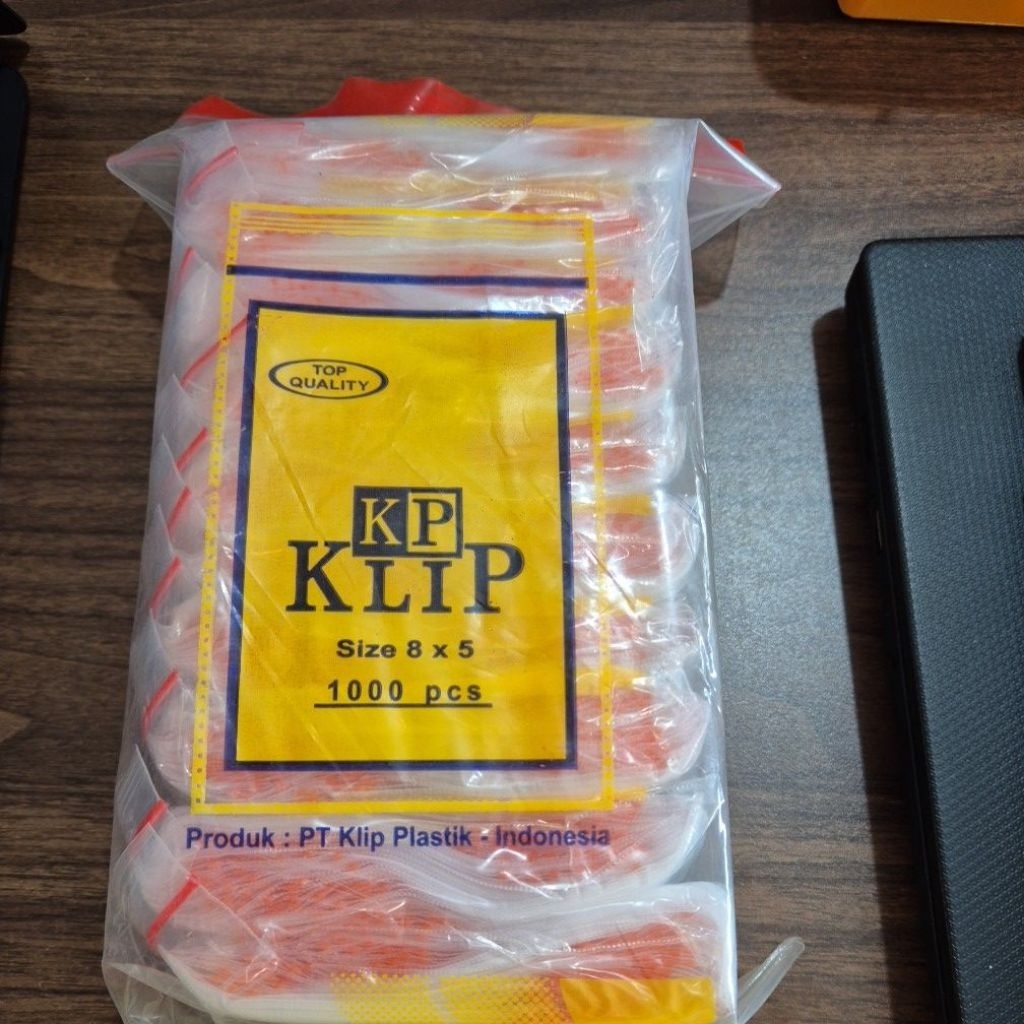 TOP
QUALITY
KP
KLIP
Size 8 x 5
1000 pcs
Produk : PT Klip Plastik - Indonesia